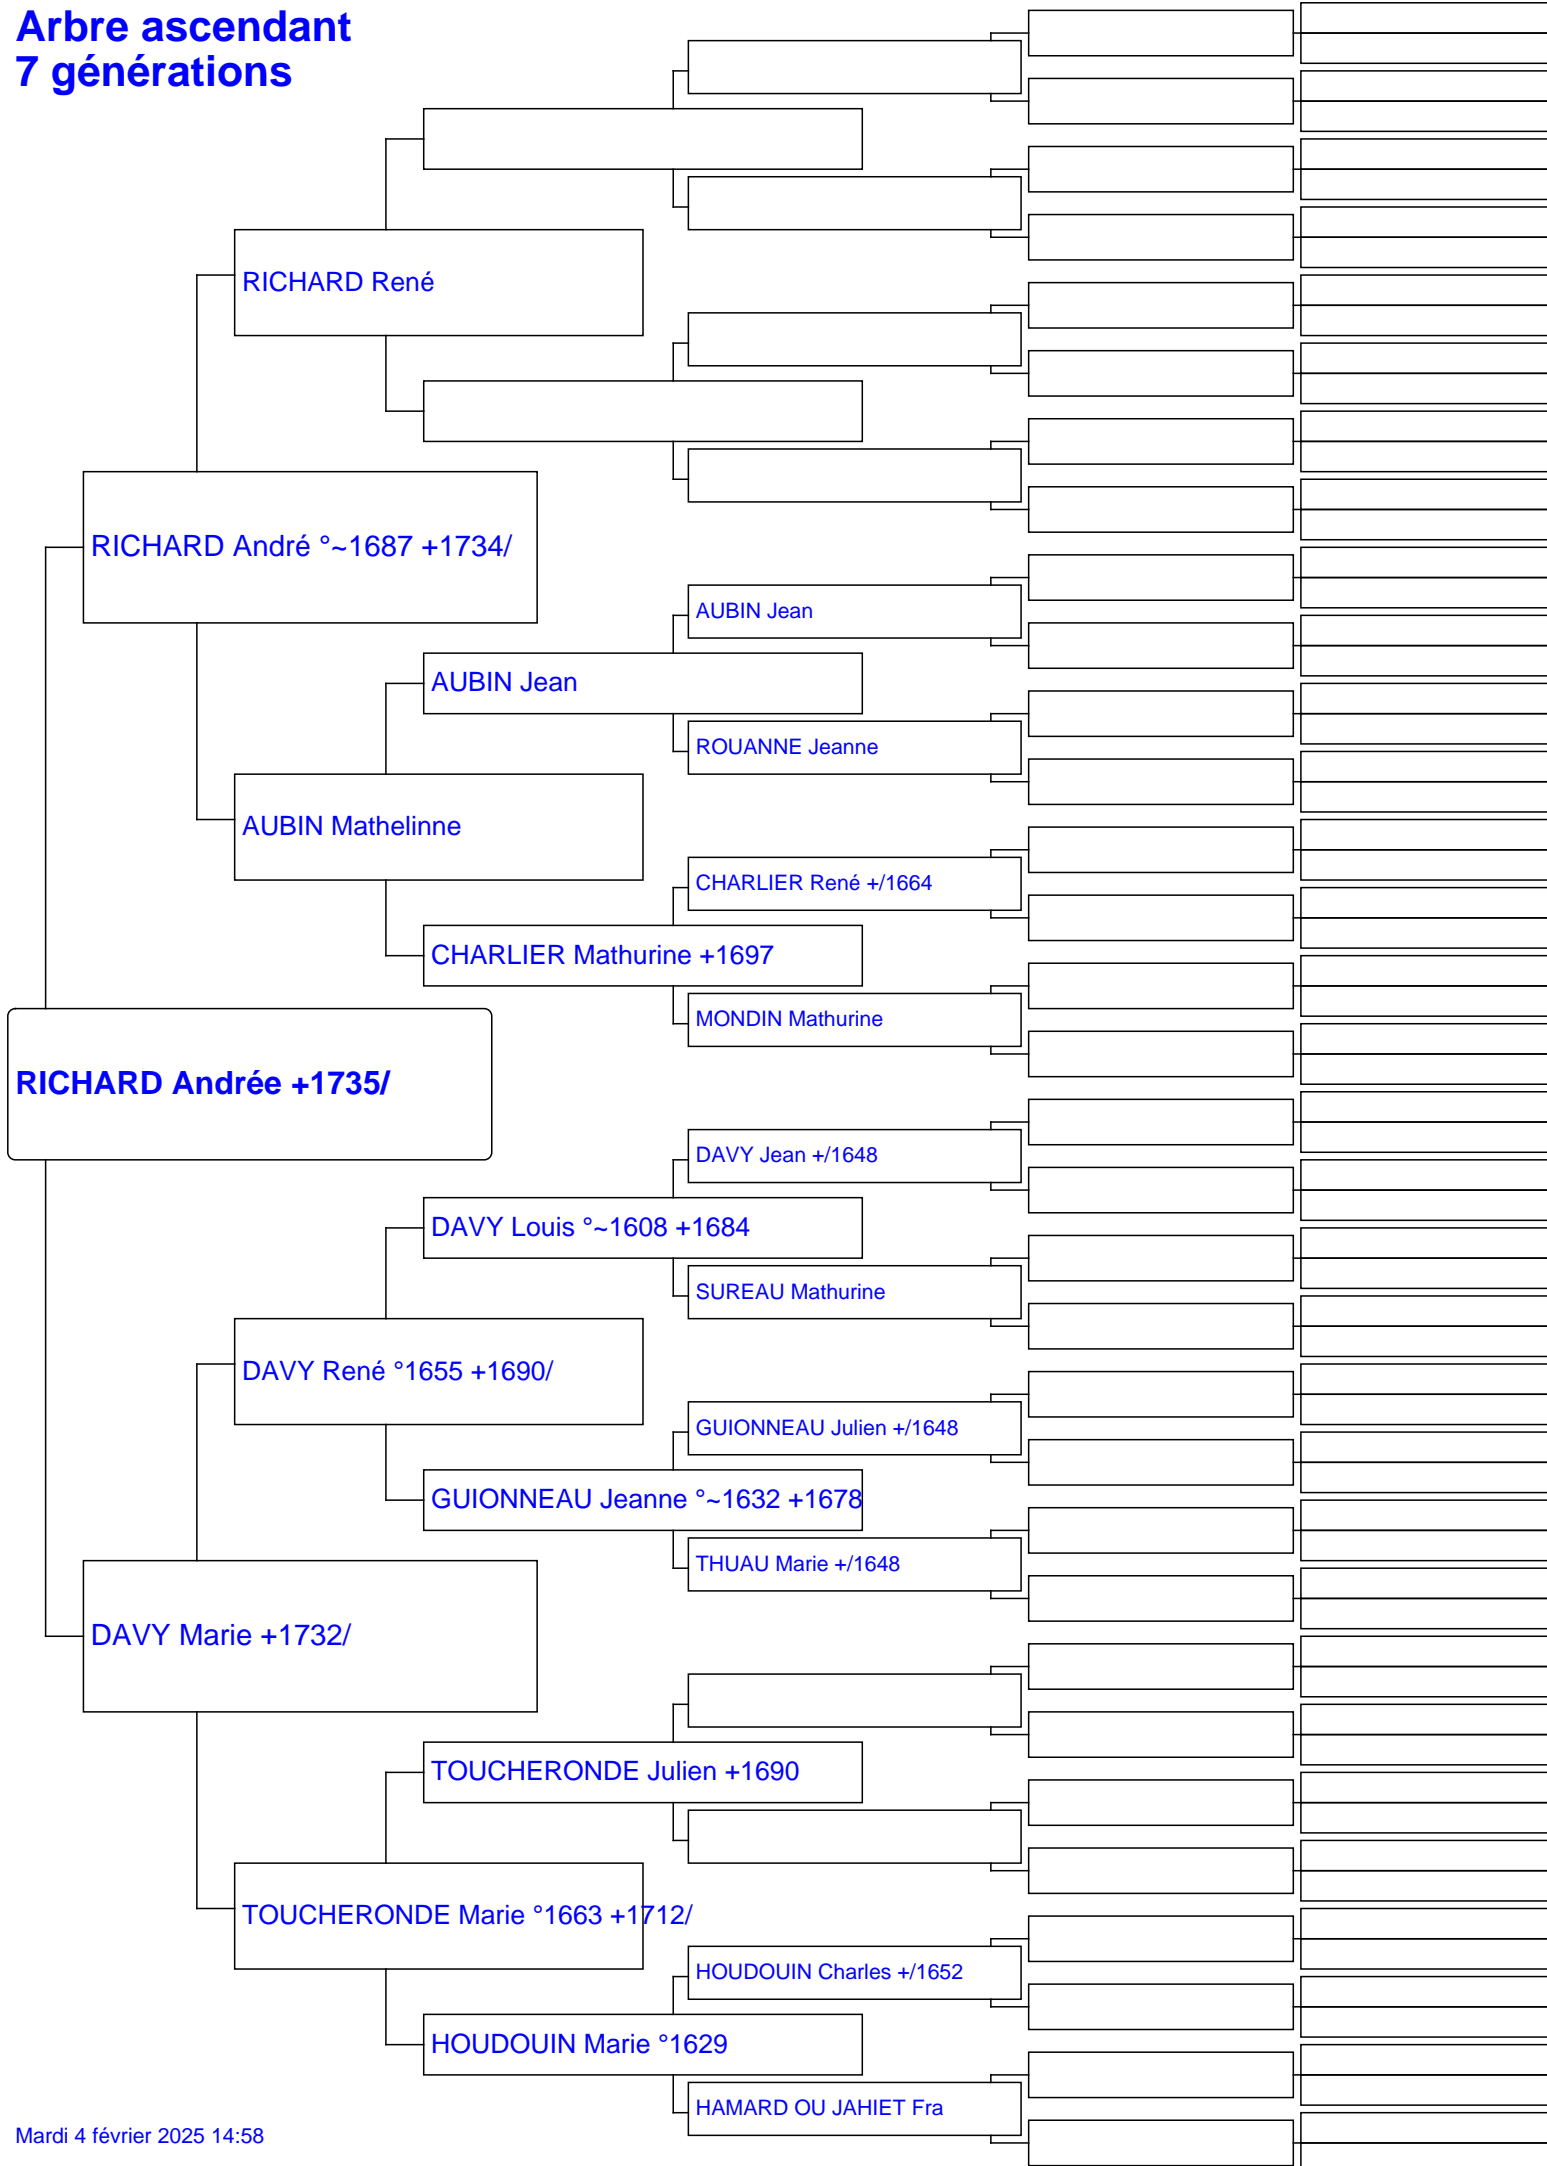 Arbre ascendant
7 générations
RICHARD René
RICHARD André °~1687 +1734/
AUBIN Jean
AUBIN Jean
ROUANNE Jeanne
AUBIN Mathelinne
CHARLIER René +/1664
CHARLIER Mathurine +1697
MONDIN Mathurine
RICHARD Andrée +1735/
DAVY Jean +/1648
DAVY Louis °~1608 +1684
SUREAU Mathurine
DAVY René °1655 +1690/
GUIONNEAU Julien +/1648
GUIONNEAU Jeanne °~1632 +1678
THUAU Marie +/1648
DAVY Marie +1732/
TOUCHERONDE Julien +1690
TOUCHERONDE Marie °1663 +1712/
HOUDOUIN Charles +/1652
HOUDOUIN Marie °1629
HAMARD OU JAHIET Fra
Mardi 4 février 2025 14:58